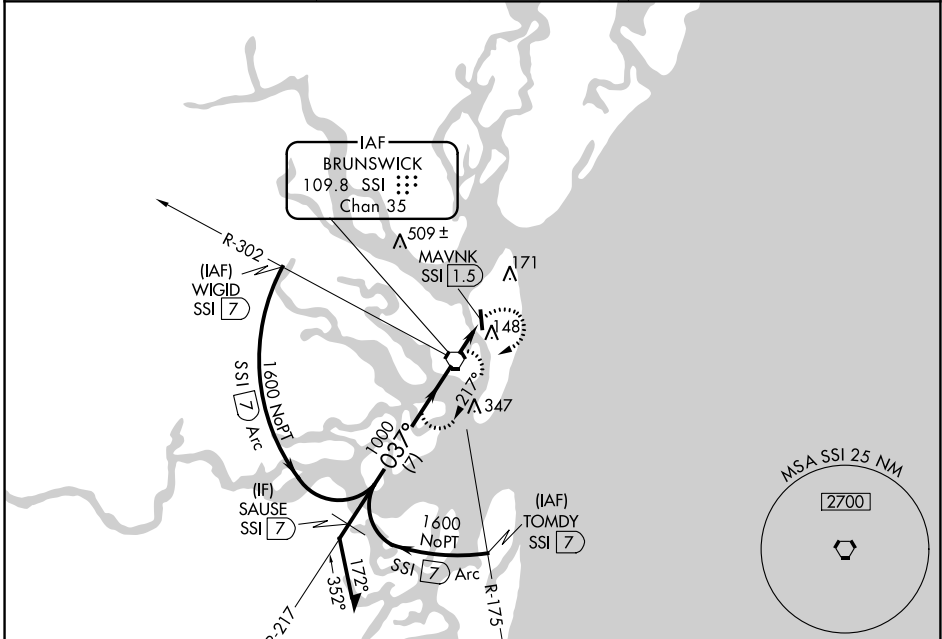 IAF
BRUNSWICK
109.8 SSI
Chan 35
R-302
509 ±
MAVNK
SSI 1.5
171
(IAF)
WIGID
SSI 7
148
1600 NoPT
SSI 7 Arc
217°
347
1000
037°
(7)
MSA SSI 25 NM
2700
(IF)
SAUSE
SSI 7
(IAF)
TOMDY
SSI 7
1600
NoPT
SSI 7 Arc
172°
352°
R-175
R-217